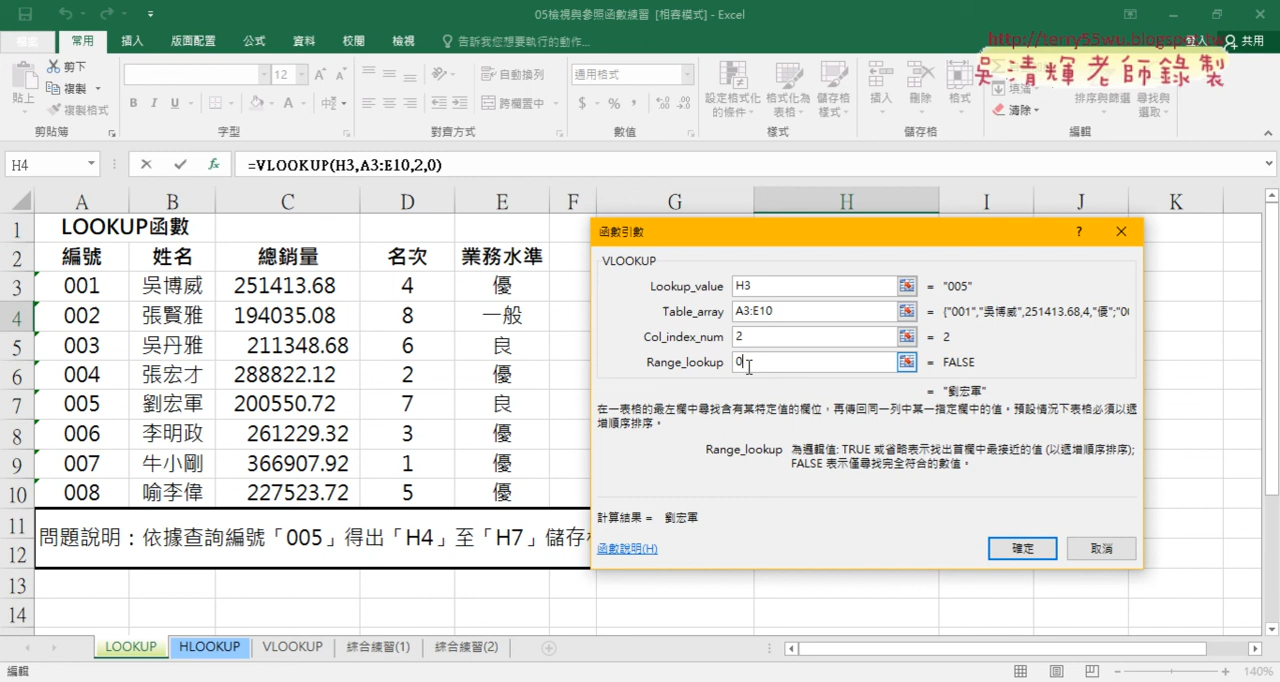 05檢視與參照函數練習 [相容模式] - Excel
http://terry55wu.blogspot.tw
吳清輝老師錄製
常用 插入 版面配置 公式 資料 校閱 檢視 告訴我您想要執行的動作... 登入 共用
貼上 剪下 複製 複製格式 剪貼簿
12 B I U 中 字型
自動換列 跨欄置中 對齊方式
通用格式 $ % 數值
設定格式化的條件 格式化為表格 儲存格樣式 樣式
插入 刪除 格式 儲存格
填滿 清除 排序與篩選 尋找與選取 編輯
H4 fx =VLOOKUP(H3,A3:E10,2,0)
A B C D E F G H I J K
1 LOOKUP函數
2 編號 姓名 總銷量 名次 業務水準
3 001 吳博威 251413.68 4 優
4 002 張賢雅 194035.08 8 一般
5 003 吳丹雅 211348.68 6 良
6 004 張宏才 288822.12 2 優
7 005 劉宏軍 200550.72 7 良
8 006 李明政 261229.32 3 優
9 007 牛小剛 366907.92 1 優
10 008 喻李偉 227523.72 5 優
11 問題說明：依據查詢編號「005」得出「H4」至「H7」儲存
12
13
14
函數引數 ?
VLOOKUP
Lookup_value H3 = "005"
Table_array A3:E10 = {"001","吳博威",251413.68,4,"優";"00
Col_index_num 2 = 2
Range_lookup 0 = FALSE
= "劉宏軍"
在一表格的最左欄中尋找含有某特定值的欄位，再傳回同一列中某一指定欄中的值。預設情況下表格必須以遞
增順序排序。
Range_lookup 為邏輯值: TRUE 或省略表示找出首欄中最接近的值 (以遞增順序排序);
FALSE 表示僅尋找完全符合的數值。
計算結果 = 劉宏軍
函數說明(H) 確定 取消
LOOKUP HLOOKUP VLOOKUP 綜合練習(1) 綜合練習(2)
編輯 140%